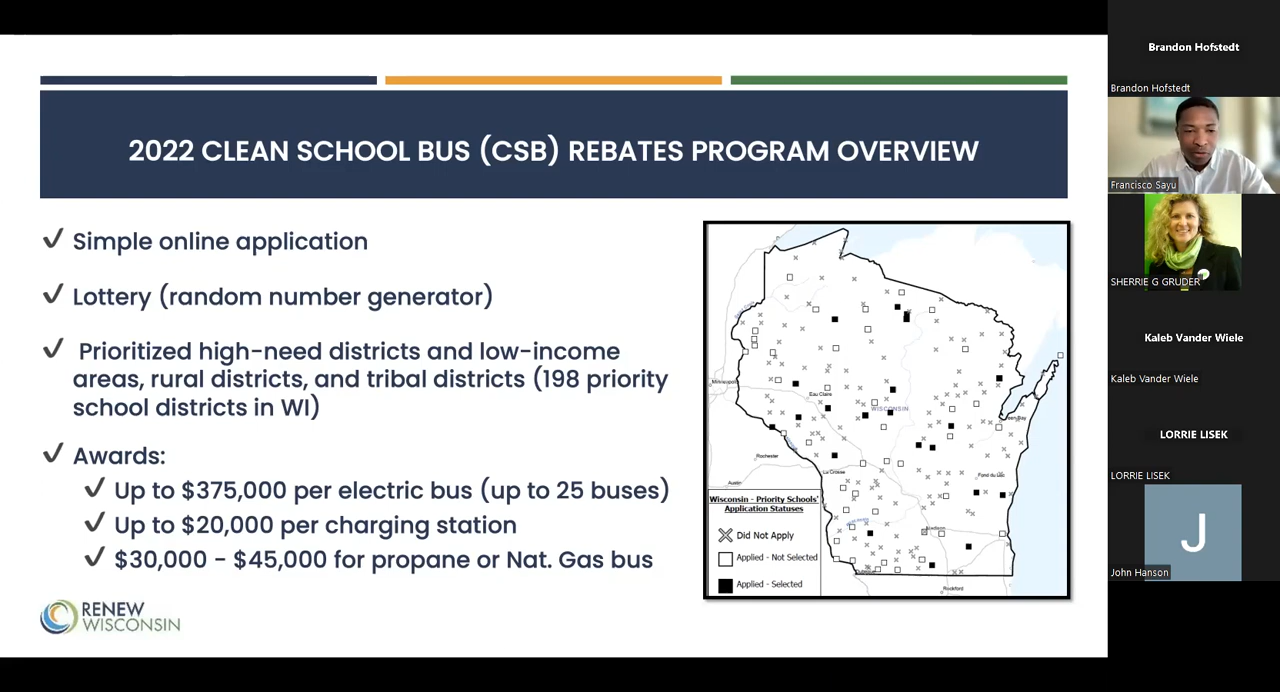 2022 CLEAN SCHOOL BUS (CSB) REBATES PROGRAM OVERVIEW
✓ Simple online application
✓ Lottery (random number generator)
✓ Prioritized high-need districts and low-income
areas, rural districts, and tribal districts (198 priority
school districts in WI)
✓ Awards:
✓ Up to $375,000 per electric bus (up to 25 buses)
✓ Up to $20,000 per charging station
✓ $30,000 - $45,000 for propane or Nat. Gas bus
RENEW
WISCONSIN
Minneapolis
Eau Claire
WISCONSIN
Rochester
Austin
La Crosse
Fond du Lac
Madison
Rockford
Wisconsin - Priority Schools'
Application Statuses
Did Not Apply
Applied - Not Selected
Applied - Selected
Brandon Hofstedt
Brandon Hofstedt
Francisco Sayu
SHERRIE G GRUDER
Kaleb Vander Wiele
Kaleb Vander Wiele
LORRIE LISEK
LORRIE LISEK
J
John Hanson